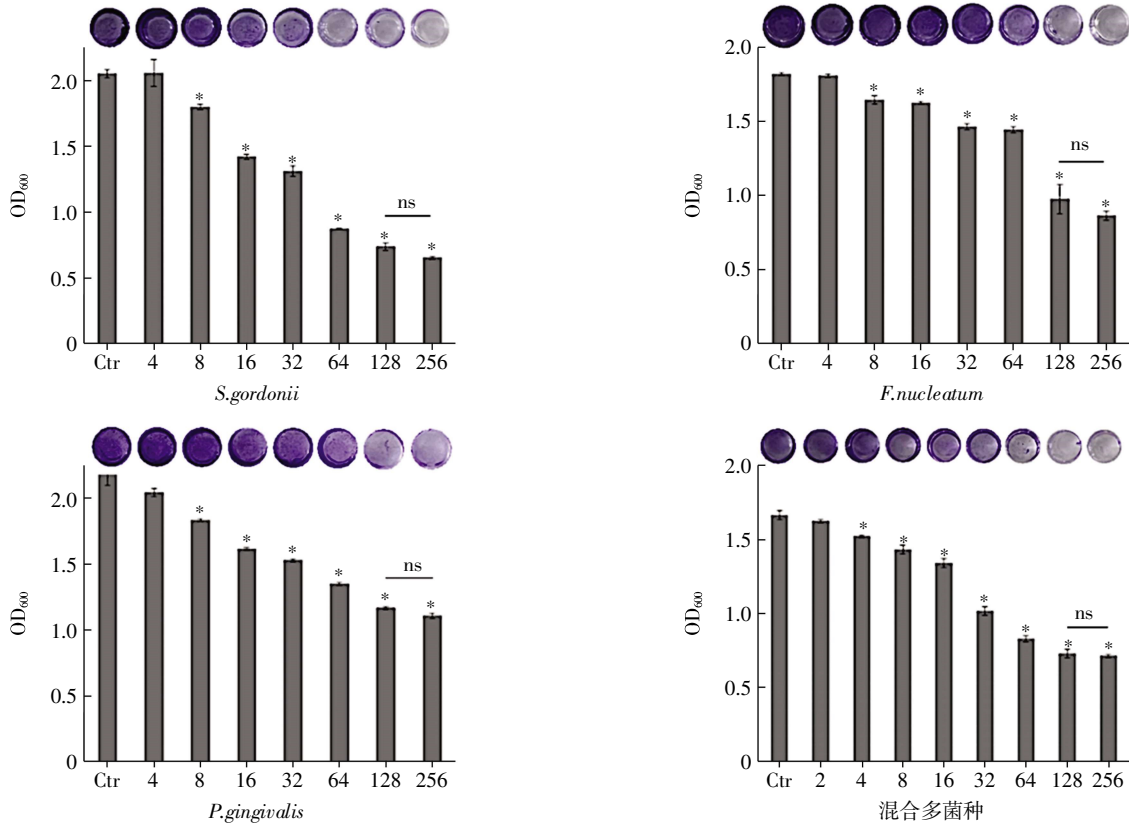 2.0
1.5
1.0
0.5
0
OD600
* * * * * *
ns
Ctr 4 8 16 32 64 128 256
S.gordonii
2.0
1.5
1.0
0.5
0
OD600
* * * * * *
ns
Ctr 4 8 16 32 64 128 256
F.nucleatum
2.0
1.5
1.0
0.5
0
OD600
* * * * * *
ns
Ctr 4 8 16 32 64 128 256
P.gingivalis
2.0
1.5
1.0
0.5
0
OD600
* * * * * * *
ns
Ctr 2 4 8 16 32 64 128 256
混合多菌种